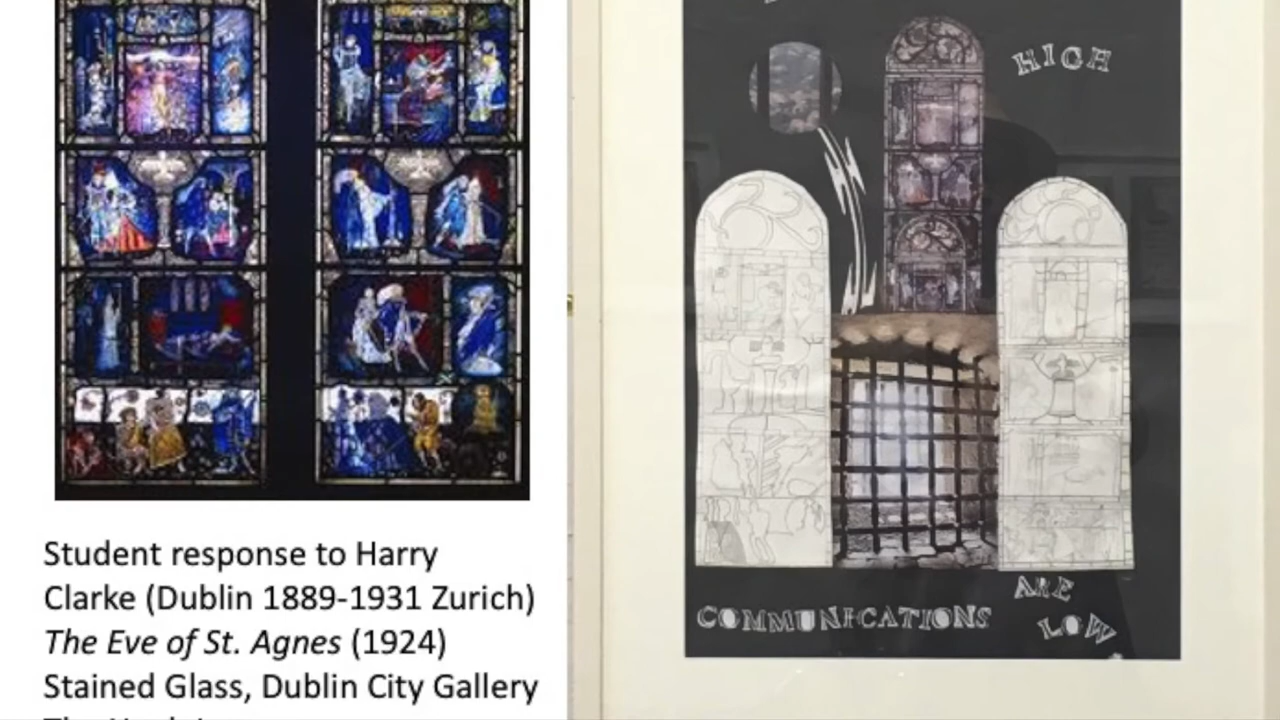 Student response to Harry
Clarke (Dublin 1889-1931 Zurich)
The Eve of St. Agnes (1924)
Stained Glass, Dublin City Gallery
HIGH
COMMUNICATIONS
ARE
LOW